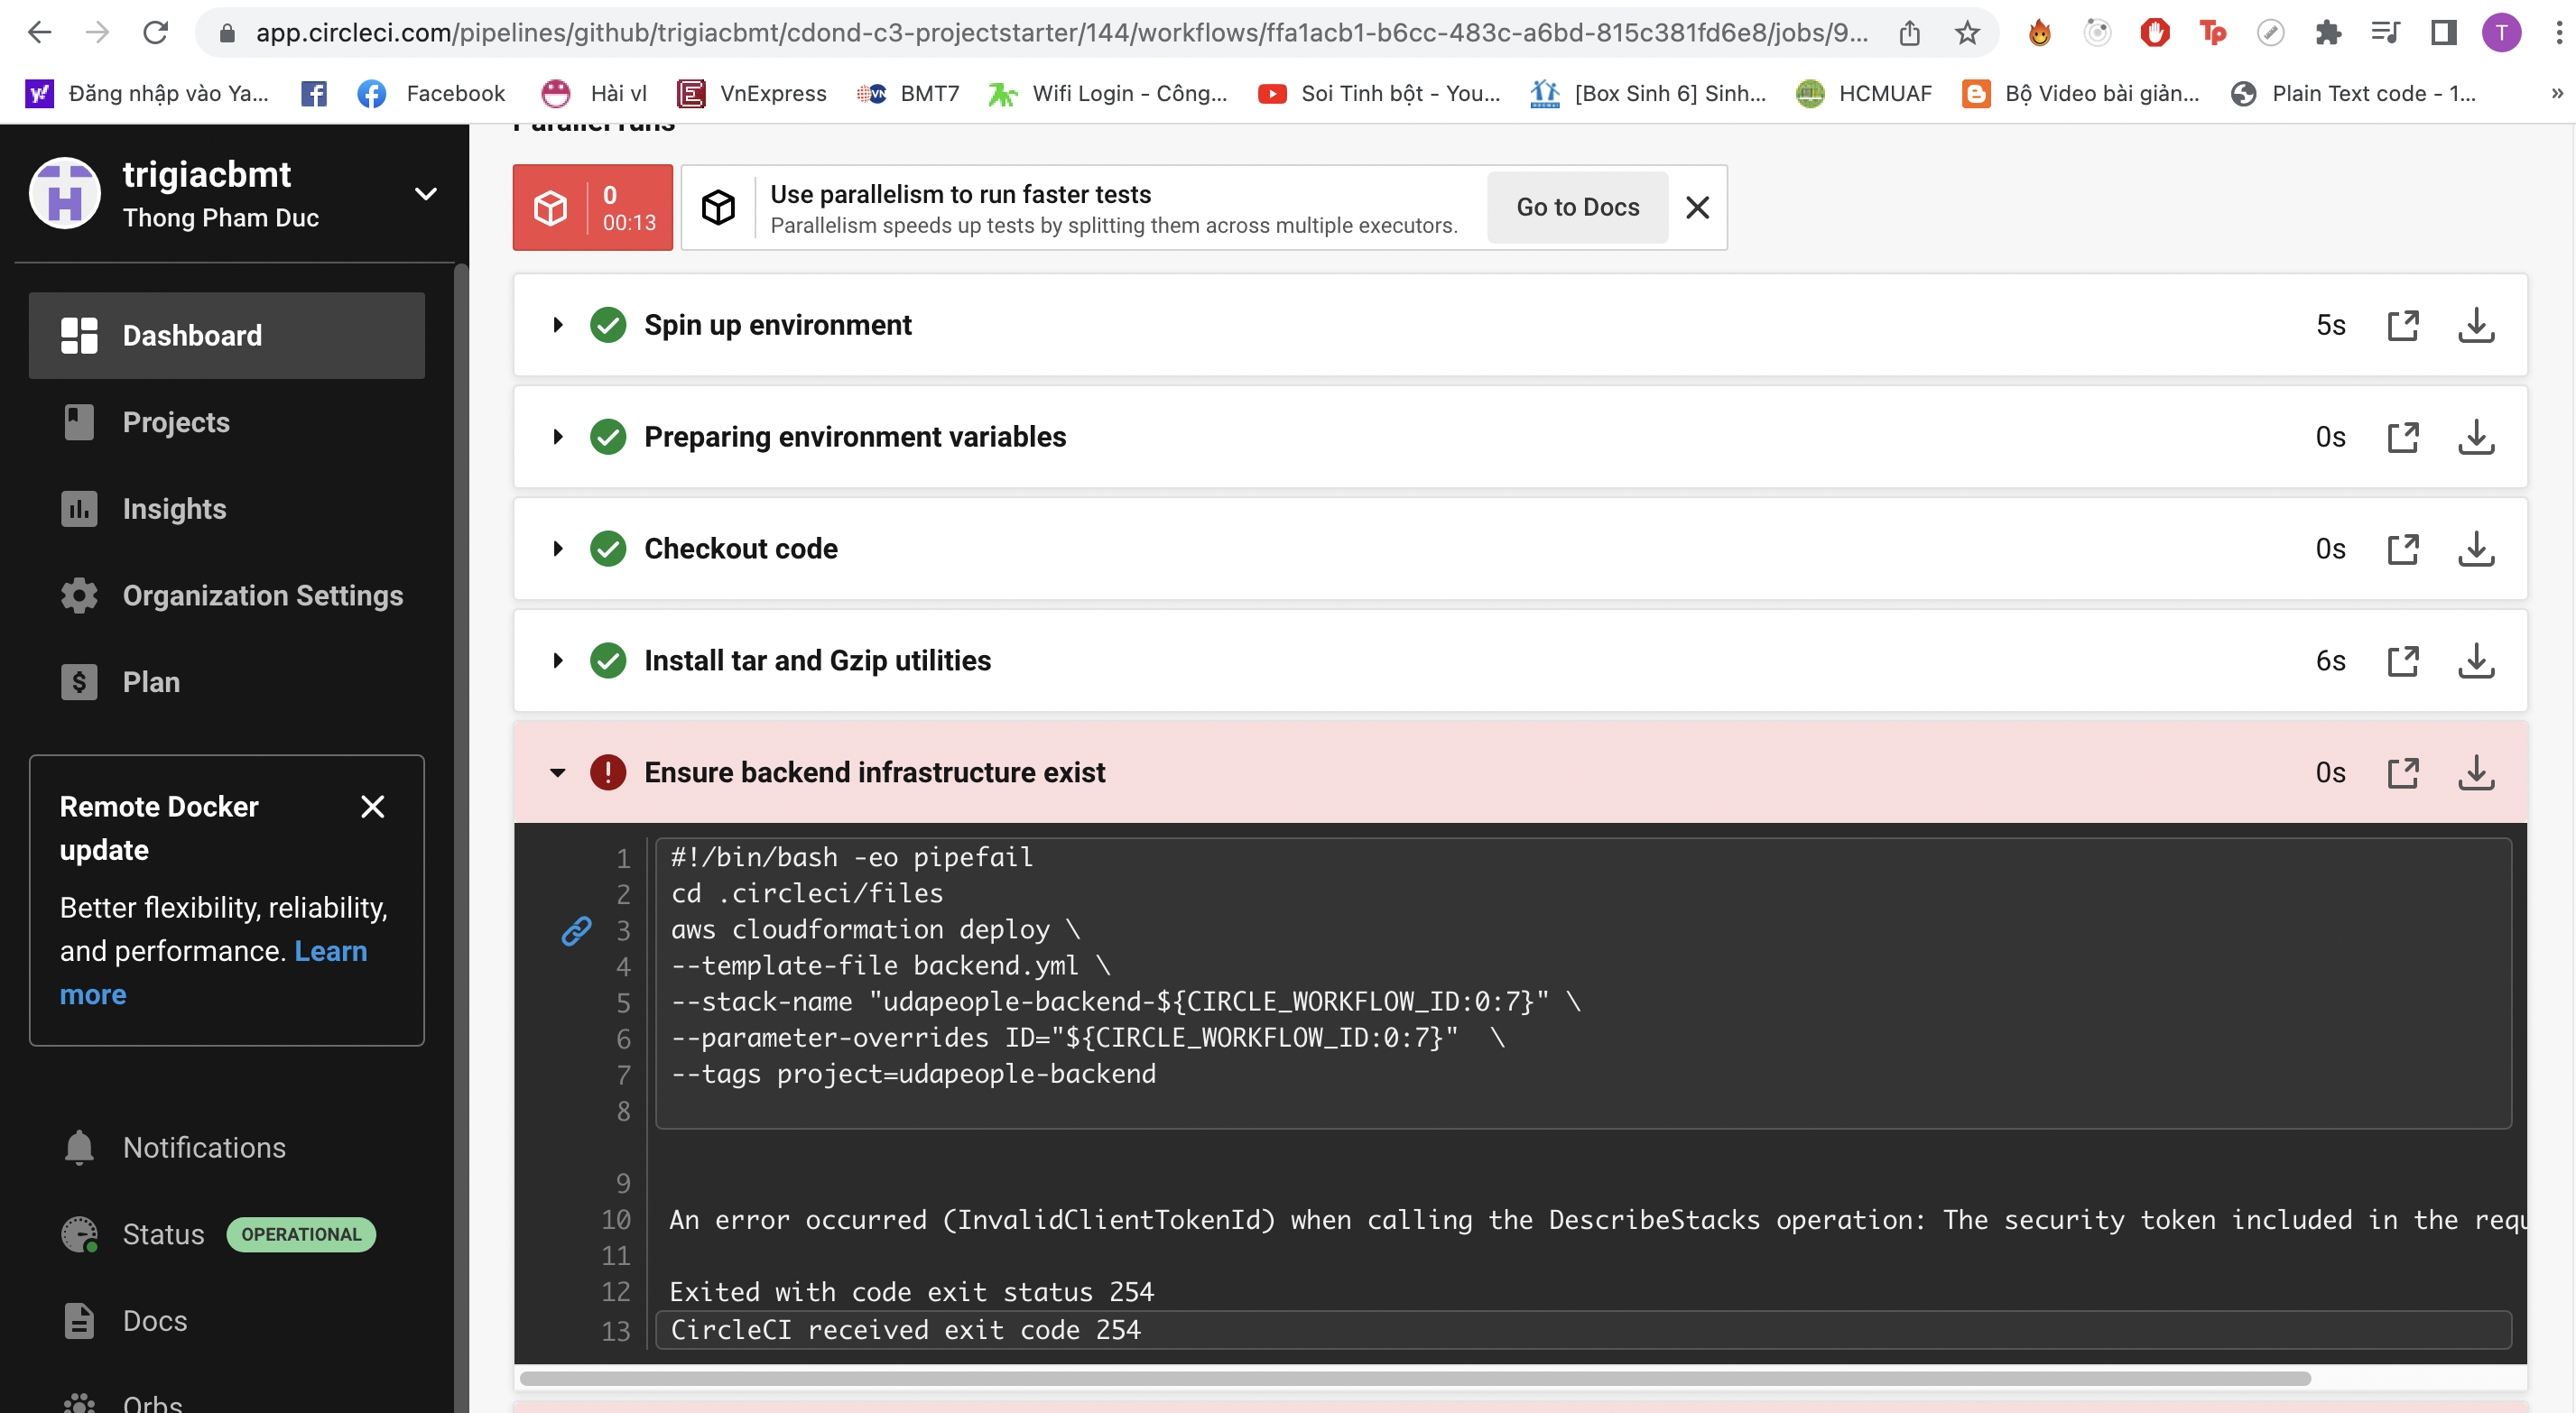 app.circleci.com/pipelines/github/trigiacbmt/cdond-c3-projectstarter/144/workflows/ffa1acb1-b6cc-483c-a6bd-815c381fd6e8/jobs/9...
Tp
T
Đăng nhập vào Ya...
Facebook
Hài vl
VnExpress
BMT7
Wifi Login - Công...
Soi Tinh bột - You...
[Box Sinh 6] Sinh...
HCMUAF
Bộ Video bài giản...
Plain Text code - 1...
»
trigiacbmt
Thong Pham Duc
Dashboard
Projects
Insights
Organization Settings
Plan
Remote Docker
update
Better flexibility, reliability,
and performance. Learn
more
Notifications
Status
OPERATIONAL
Docs
Orbs
Parallel runs
0
00:13
Use parallelism to run faster tests
Parallelism speeds up tests by splitting them across multiple executors.
Go to Docs
Spin up environment
5s
Preparing environment variables
0s
Checkout code
0s
Install tar and Gzip utilities
6s
Ensure backend infrastructure exist
0s
1 #!/bin/bash -eo pipefail
2 cd .circleci/files
3 aws cloudformation deploy \
4 --template-file backend.yml \
5 --stack-name "udapeople-backend-${CIRCLE_WORKFLOW_ID:0:7}" \
6 --parameter-overrides ID="${CIRCLE_WORKFLOW_ID:0:7}"  \
7 --tags project=udapeople-backend
8
9
10 An error occurred (InvalidClientTokenId) when calling the DescribeStacks operation: The security token included in the requ
11
12 Exited with code exit status 254
13 CircleCI received exit code 254